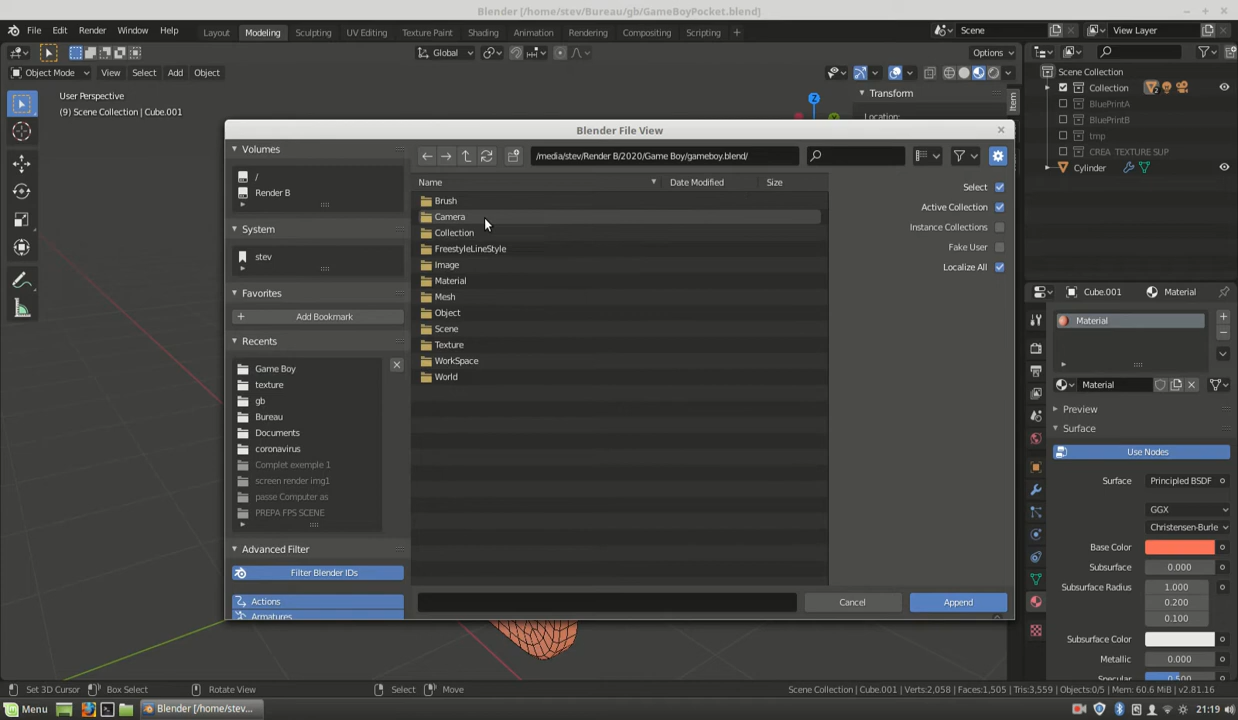 Blender [/home/stev/Bureau/gb/GameBoyPocket.blend]
File Edit Render Window Help Layout Modeling Sculpting UV Editing Texture Paint Shading Animation Rendering Compositing Scripting + Scene View Layer
Global Options
Object Mode View Select Add Object
User Perspective
(9) Scene Collection | Cube.001
Z
Transform
Location:
Item
Scene Collection
Collection 2
BluePrintA
BluePrintB
tmp
CREA_TEXTURE SUP
Cylinder
Blender File View
Volumes
/
Render B
System
stev
Favorites
Add Bookmark
Recents
Game Boy
texture
gb
Bureau
Documents
coronavirus
Complet exemple 1
screen render img1
passe Computer as
PREPA FPS SCENE
Advanced Filter
Filter Blender IDs
Actions
Armatures
/media/stev/Render B/2020/Game Boy/gameboy.blend/
Name Date Modified Size
Brush
Camera
Collection
FreestyleLineStyle
Image
Material
Mesh
Object
Scene
Texture
WorkSpace
World
Select
Active Collection
Instance Collections
Fake User
Localize All
Cancel Append
Cube.001 Material
Material
Material
Preview
Surface
Use Nodes
Surface Principled BSDF
GGX
Christensen-Burle
Base Color
Subsurface 0.000
Subsurface Radius 1.000
0.200
0.100
Subsurface Color
Metallic 0.000
Specular 0.500
Set 3D Cursor Box Select Rotate View Select Move Scene Collection | Cube.001 | Verts:2,058 | Faces:1,505 | Tris:3,559 | Objects:0/5 | Mem: 60.6 MiB | v2.81.16
Menu Blender [/home/stev... 21:19